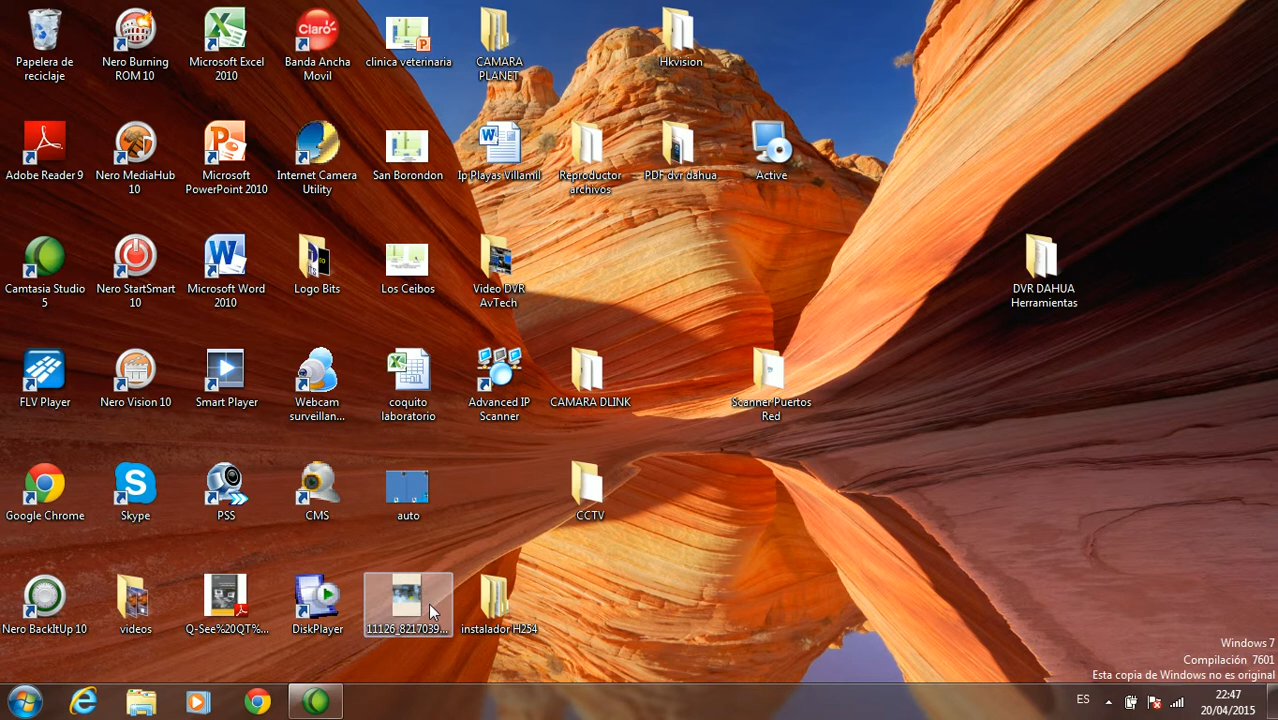 Papelera de
reciclaje
Nero Burning
ROM 10
Microsoft Excel
2010
Claro
Banda Ancha
Movil
clinica veterinaria
CAMARA
PLANET
Hkvision
Adobe Reader 9
Nero MediaHub
10
Microsoft
PowerPoint 2010
Internet Camera
Utility
San Borondon
Ip Playas Villamil
Reproductor
archivos
PDF dvr dahua
Active
Camtasia Studio
5
Nero StartSmart
10
Microsoft Word
2010
Logo Bits
Los Ceibos
Video DVR
AvTech
DVR DAHUA
Herramientas
FLV Player
Nero Vision 10
Smart Player
Webcam
surveillan...
coquito
laboratorio
Advanced IP
Scanner
CAMARA DLINK
Scanner Puertos
Red
Google Chrome
Skype
PSS
CMS
auto
CCTV
Nero BackItUp 10
videos
Q-See%20QT%...
DiskPlayer
11126_8217039...
instalador H254
Windows 7
Compilación 7601
Esta copia de Windows no es original
ES
22:47
20/04/2015